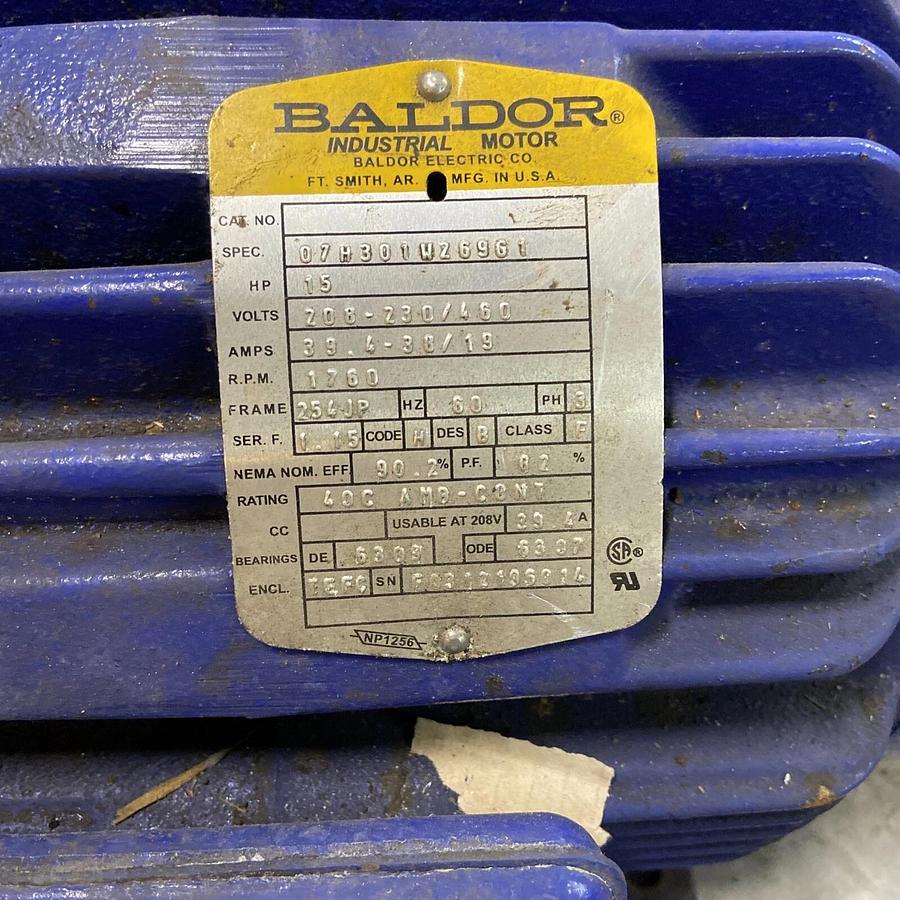 BALDOR®
INDUSTRIAL MOTOR
BALDOR ELECTRIC CO.
FT. SMITH, AR. MFG. IN U.S.A.
CAT. NO.
SPEC. 07H301WZ69G1
HP 15
VOLTS 208-230/460
AMPS 39.4-38/19
R.P.M. 1760
FRAME 254JP HZ 60 PH 3
SER. F. 1.15 CODE H DES B CLASS F
NEMA NOM. EFF 90.2 % P.F. 82 %
RATING 40C AMB-CONT
CC USABLE AT 208V 39.4 A
BEARINGS DE 6309 ODE 6307
ENCL. TEFC SN
SA®
RU
NP1256